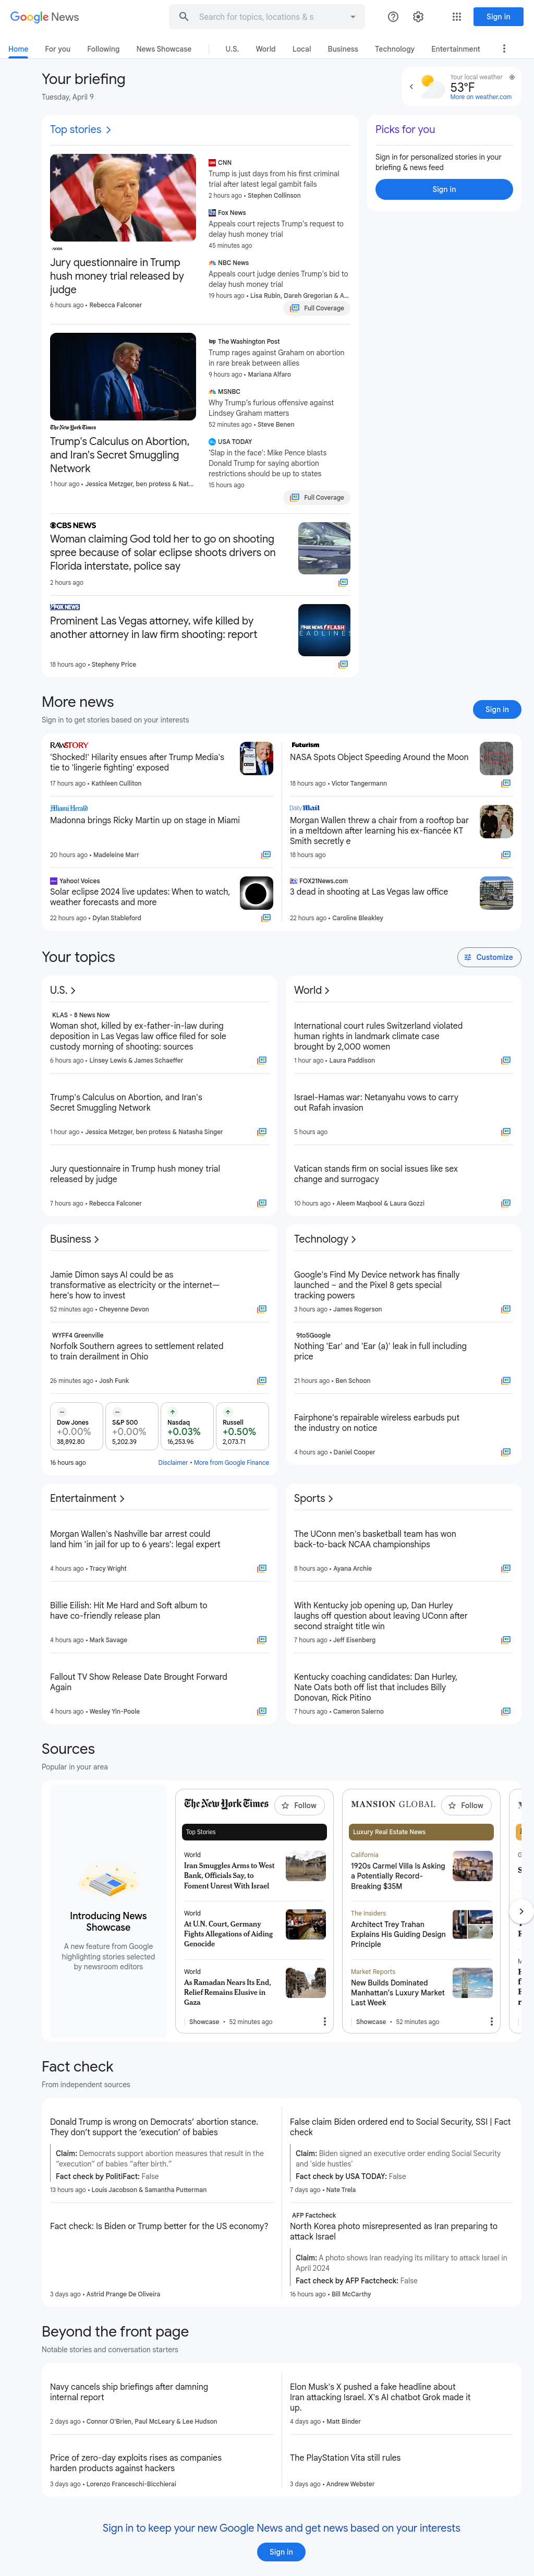 Google News
Search for topics, locations & s
Sign in
Home
For you
Following
News Showcase
U.S.
World
Local
Business
Technology
Entertainment
Your briefing
Tuesday, April 9
Your local weather
53°F
More on weather.com
Top stories
AXIOS
Jury questionnaire in Trump
hush money trial released by
judge
6 hours ago • Rebecca Falconer
CNN
Trump is just days from his first criminal
trial after latest legal gambit fails
2 hours ago • Stephen Collinson
Fox News
Appeals court rejects Trump's request to
delay hush money trial
45 minutes ago
NBC News
Appeals court judge denies Trump's bid to
delay hush money trial
19 hours ago • Lisa Rubin, Dareh Gregorian & A...
Full Coverage
The New York Times
Trump's Calculus on Abortion,
and Iran's Secret Smuggling
Network
1 hour ago • Jessica Metzger, ben protess & Nat...
The Washington Post
Trump rages against Graham on abortion
in rare break between allies
9 hours ago • Mariana Alfaro
MSNBC
Why Trump's furious offensive against
Lindsey Graham matters
52 minutes ago • Steve Benen
USA TODAY
'Slap in the face': Mike Pence blasts
Donald Trump for saying abortion
restrictions should be up to states
15 hours ago
Full Coverage
CBS NEWS
Woman claiming God told her to go on shooting
spree because of solar eclipse shoots drivers on
Florida interstate, police say
2 hours ago
FOX NEWS
Prominent Las Vegas attorney, wife killed by
another attorney in law firm shooting: report
18 hours ago • Stepheny Price
Picks for you
Sign in for personalized stories in your
briefing & news feed
Sign in
More news
Sign in to get stories based on your interests
Sign in
RAWSTORY
'Shocked!' Hilarity ensues after Trump Media's
tie to 'lingerie fighting' exposed
17 hours ago • Kathleen Culliton
Futurism
NASA Spots Object Speeding Around the Moon
18 hours ago • Victor Tangermann
Miami Herald
Madonna brings Ricky Martin up on stage in Miami
20 hours ago • Madeleine Marr
Daily Mail
Morgan Wallen threw a chair from a rooftop bar
in a meltdown after learning his ex-fiancée KT
Smith secretly e
18 hours ago
Yahoo! Voices
Solar eclipse 2024 live updates: When to watch,
weather forecasts and more
22 hours ago • Dylan Stableford
FOX21News.com
3 dead in shooting at Las Vegas law office
22 hours ago • Caroline Bleakley
Your topics
Customize
U.S.
KLAS - 8 News Now
Woman shot, killed by ex-father-in-law during
deposition in Las Vegas law office filed for sole
custody morning of shooting: sources
6 hours ago • Linsey Lewis & James Schaeffer
Trump's Calculus on Abortion, and Iran's
Secret Smuggling Network
1 hour ago • Jessica Metzger, ben protess & Natasha Singer
Jury questionnaire in Trump hush money trial
released by judge
7 hours ago • Rebecca Falconer
World
International court rules Switzerland violated
human rights in landmark climate case
brought by 2,000 women
1 hour ago • Laura Paddison
Israel-Hamas war: Netanyahu vows to carry
out Rafah invasion
5 hours ago
Vatican stands firm on social issues like sex
change and surrogacy
10 hours ago • Aleem Maqbool & Laura Gozzi
Business
Jamie Dimon says AI could be as
transformative as electricity or the internet—
here's how to invest
52 minutes ago • Cheyenne Devon
WYFF4 Greenville
Norfolk Southern agrees to settlement related
to train derailment in Ohio
26 minutes ago • Josh Funk
Dow Jones
+0.00%
38,892.80
S&P 500
+0.00%
5,202.39
Nasdaq
+0.03%
16,253.96
Russell
+0.50%
2,073.71
16 hours ago
Disclaimer • More from Google Finance
Technology
Google's Find My Device network has finally
launched – and the Pixel 8 gets special
tracking powers
3 hours ago • James Rogerson
9to5Google
Nothing 'Ear' and 'Ear (a)' leak in full including
price
21 hours ago • Ben Schoon
Fairphone's repairable wireless earbuds put
the industry on notice
4 hours ago • Daniel Cooper
Entertainment
Morgan Wallen's Nashville bar arrest could
land him 'in jail for up to 6 years': legal expert
4 hours ago • Tracy Wright
Billie Eilish: Hit Me Hard and Soft album to
have co-friendly release plan
4 hours ago • Mark Savage
Fallout TV Show Release Date Brought Forward
Again
4 hours ago • Wesley Yin-Poole
Sports
The UConn men's basketball team has won
back-to-back NCAA championships
8 hours ago • Ayana Archie
With Kentucky job opening up, Dan Hurley
laughs off question about leaving UConn after
second straight title win
7 hours ago • Jeff Eisenberg
Kentucky coaching candidates: Dan Hurley,
Nate Oats both off list that includes Billy
Donovan, Rick Pitino
7 hours ago • Cameron Salerno
Sources
Popular in your area
Introducing News
Showcase
A new feature from Google
highlighting stories selected
by newsroom editors
The New York Times
Follow
Top Stories
World
Iran Smuggles Arms to West
Bank, Officials Say, to
Foment Unrest With Israel
World
At U.N. Court, Germany
Fights Allegations of Aiding
Genocide
World
As Ramadan Nears Its End,
Relief Remains Elusive in
Gaza
Showcase • 52 minutes ago
MANSION GLOBAL
Follow
Luxury Real Estate News
California
1920s Carmel Villa Is Asking
a Potentially Record-
Breaking $35M
The Insiders
Architect Trey Trahan
Explains His Guiding Design
Principle
Market Reports
New Builds Dominated
Manhattan's Luxury Market
Last Week
Showcase • 52 minutes ago
Fact check
From independent sources
Donald Trump is wrong on Democrats' abortion stance.
They don't support the 'execution' of babies
Claim: Democrats support abortion measures that result in the
"execution" of babies "after birth."
Fact check by PolitiFact: False
13 hours ago • Louis Jacobson & Samantha Putterman
False claim Biden ordered end to Social Security, SSI | Fact
check
Claim: Biden signed an executive order ending Social Security
and 'side hustles'
Fact check by USA TODAY: False
7 days ago • Nate Trela
Fact check: Is Biden or Trump better for the US economy?
3 days ago • Astrid Prange De Oliveira
AFP Factcheck
North Korea photo misrepresented as Iran preparing to
attack Israel
Claim: A photo shows Iran readying its military to attack Israel in
April 2024
Fact check by AFP Factcheck: False
16 hours ago • Bill McCarthy
Beyond the front page
Notable stories and conversation starters
Navy cancels ship briefings after damning
internal report
2 days ago • Connor O'Brien, Paul McLeary & Lee Hudson
Elon Musk's X pushed a fake headline about
Iran attacking Israel. X's AI chatbot Grok made it
up.
4 days ago • Matt Binder
Price of zero-day exploits rises as companies
harden products against hackers
3 days ago • Lorenzo Franceschi-Bicchierai
The PlayStation Vita still rules
3 days ago • Andrew Webster
Sign in to keep your new Google News and get news based on your interests
Sign in